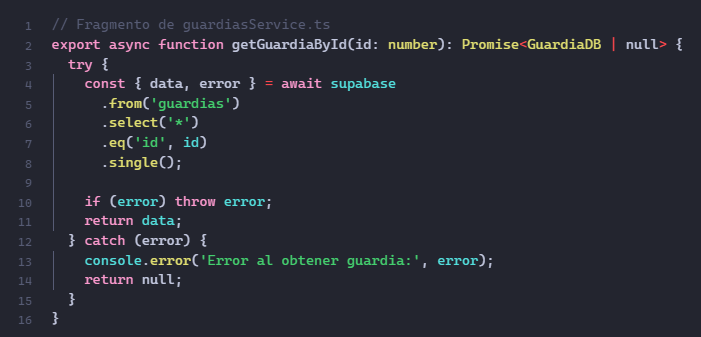 1 // Fragmento de guardiasService.ts
2 export async function getGuardiaById(id: number): Promise<GuardiaDB | null> {
3   try {
4     const { data, error } = await supabase
5       .from('guardias')
6       .select('*')
7       .eq('id', id)
8       .single();
9
10     if (error) throw error;
11     return data;
12   } catch (error) {
13     console.error('Error al obtener guardia:', error);
14     return null;
15   }
16 }